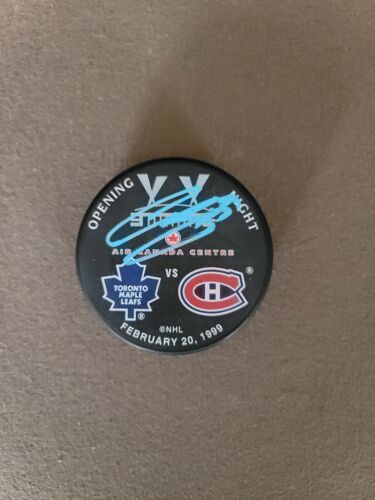 OPENING NIGHT
AIR CANADA CENTRE
VS
TORONTO
MAPLE
LEAFS
®
®
©NHL
FEBRUARY 20, 1999